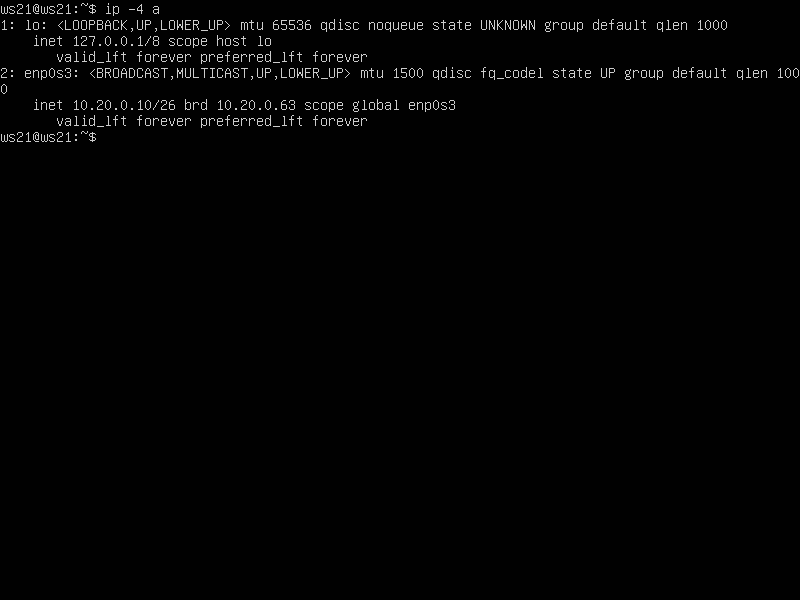 ws21@ws21:~$ ip -4 a
1: lo: <LOOPBACK,UP,LOWER_UP> mtu 65536 qdisc noqueue state UNKNOWN group default qlen 1000
    inet 127.0.0.1/8 scope host lo
       valid_lft forever preferred_lft forever
2: enp0s3: <BROADCAST,MULTICAST,UP,LOWER_UP> mtu 1500 qdisc fq_codel state UP group default qlen 100
0
    inet 10.20.0.10/26 brd 10.20.0.63 scope global enp0s3
       valid_lft forever preferred_lft forever
ws21@ws21:~$